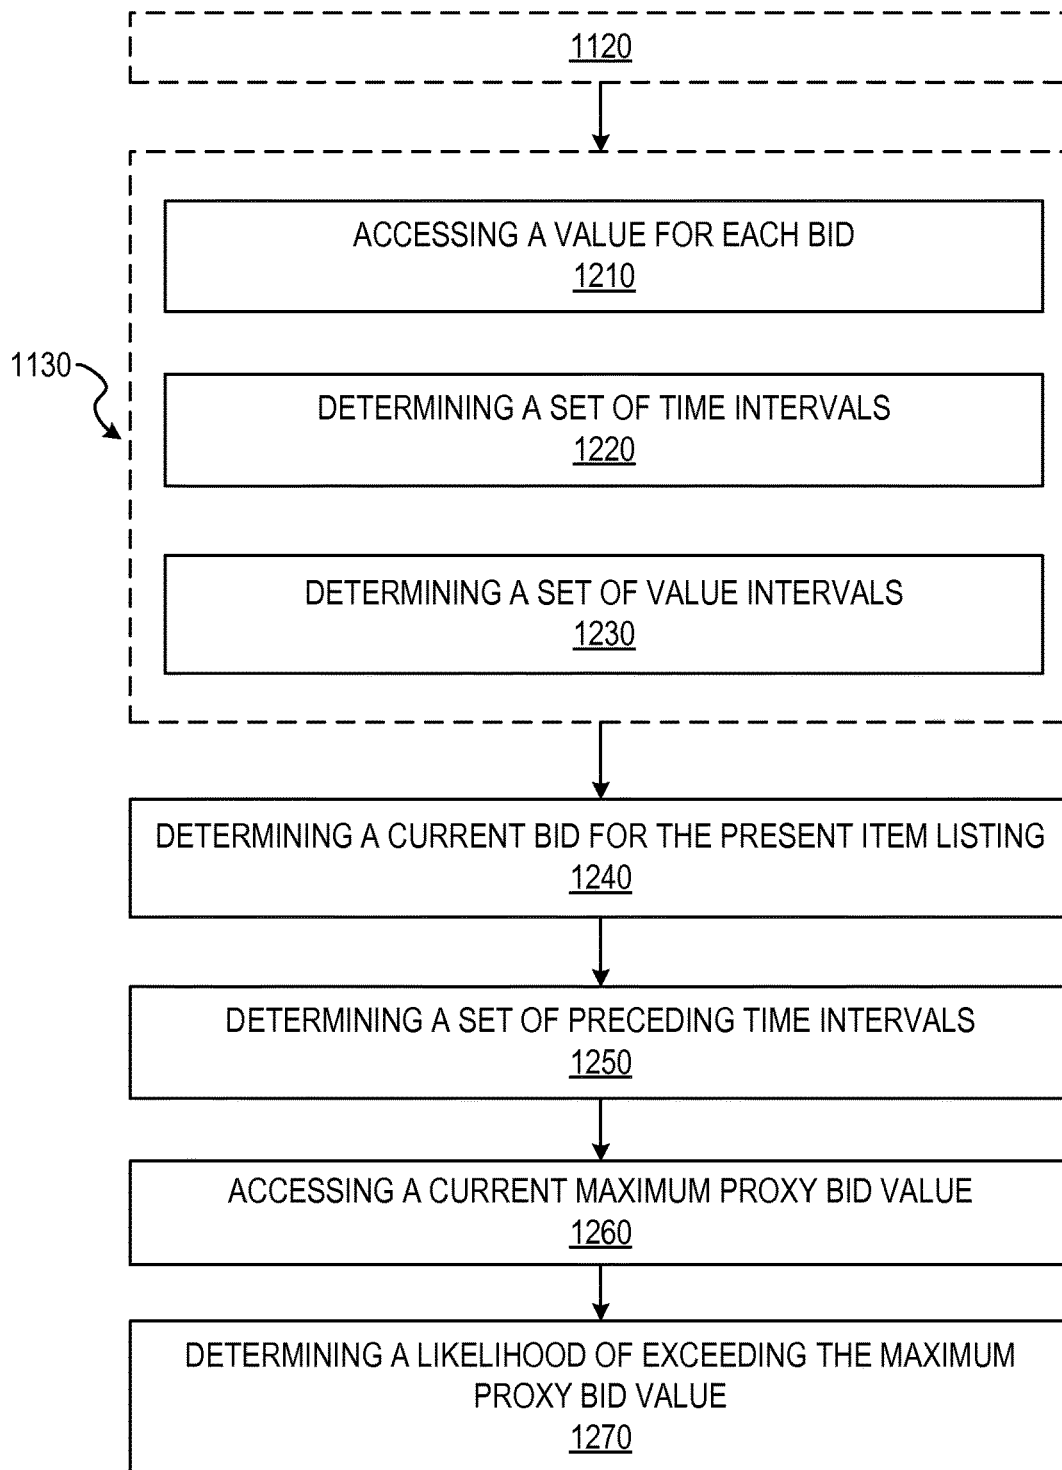 1120
ACCESSING A VALUE FOR EACH BID
1210
1130
DETERMINING A SET OF TIME INTERVALS
1220
DETERMINING A SET OF VALUE INTERVALS
1230
DETERMINING A CURRENT BID FOR THE PRESENT ITEM LISTING
1240
DETERMINING A SET OF PRECEDING TIME INTERVALS
1250
ACCESSING A CURRENT MAXIMUM PROXY BID VALUE
1260
DETERMINING A LIKELIHOOD OF EXCEEDING THE MAXIMUM
PROXY BID VALUE
1270